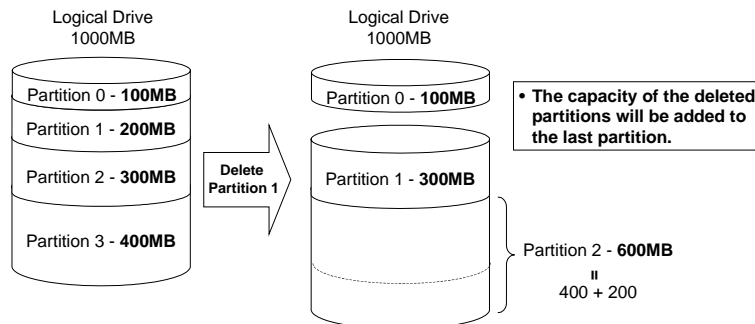 Logical Drive
1000MB
Partition 0 - 100MB
Partition 1 - 200MB
Partition 2 - 300MB
Partition 3 - 400MB
Delete
Partition 1
Logical Drive
1000MB
Partition 0 - 100MB
Partition 1 - 300MB
Partition 2 - 600MB
=
400 + 200
• The capacity of the deleted
partitions will be added to
the last partition.